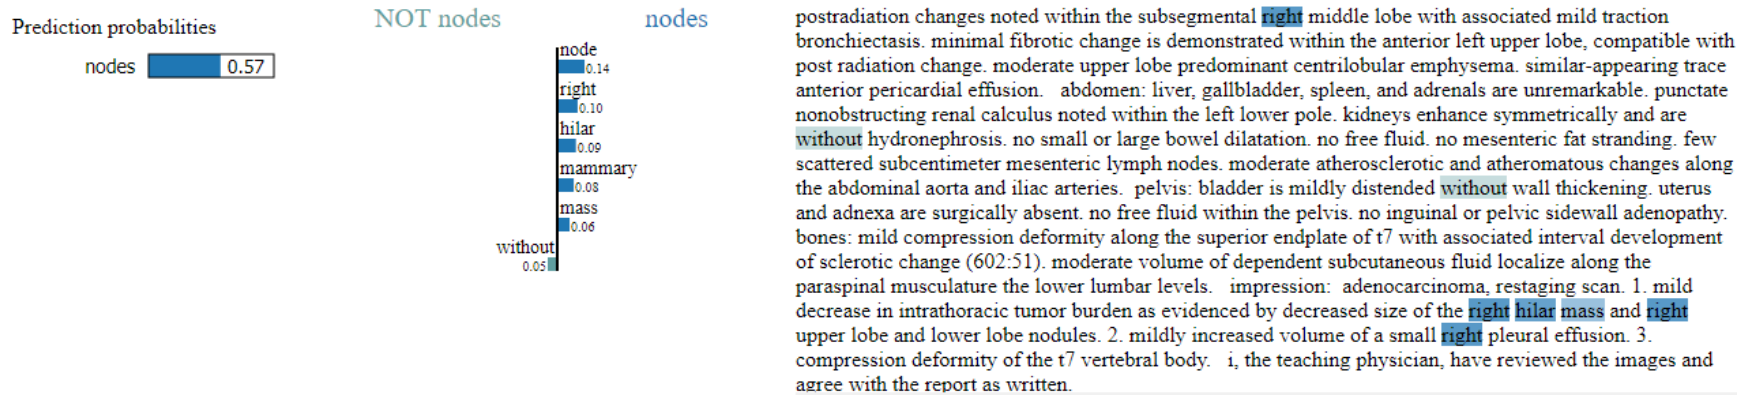 Prediction probabilities
nodes 0.57
NOT nodes nodes
node
0.14
right
0.10
hilar
0.09
mammary
0.08
mass
0.06
without
0.05
postradiation changes noted within the subsegmental right middle lobe with associated mild traction
bronchiectasis. minimal fibrotic change is demonstrated within the anterior left upper lobe, compatible with
post radiation change. moderate upper lobe predominant centrilobular emphysema. similar-appearing trace
anterior pericardial effusion. abdomen: liver, gallbladder, spleen, and adrenals are unremarkable. punctate
nonobstructing renal calculus noted within the left lower pole. kidneys enhance symmetrically and are
without hydronephrosis. no small or large bowel dilatation. no free fluid. no mesenteric fat stranding. few
scattered subcentimeter mesenteric lymph nodes. moderate atherosclerotic and atheromatous changes along
the abdominal aorta and iliac arteries. pelvis: bladder is mildly distended without wall thickening. uterus
and adnexa are surgically absent. no free fluid within the pelvis. no inguinal or pelvic sidewall adenopathy.
bones: mild compression deformity along the superior endplate of t7 with associated interval development
of sclerotic change (602:51). moderate volume of dependent subcutaneous fluid localize along the
paraspinal musculature the lower lumbar levels. impression: adenocarcinoma, restaging scan. 1. mild
decrease in intrathoracic tumor burden as evidenced by decreased size of the right hilar mass and right
upper lobe and lower lobe nodules. 2. mildly increased volume of a small right pleural effusion. 3.
compression deformity of the t7 vertebral body. i, the teaching physician, have reviewed the images and
agree with the report as written.